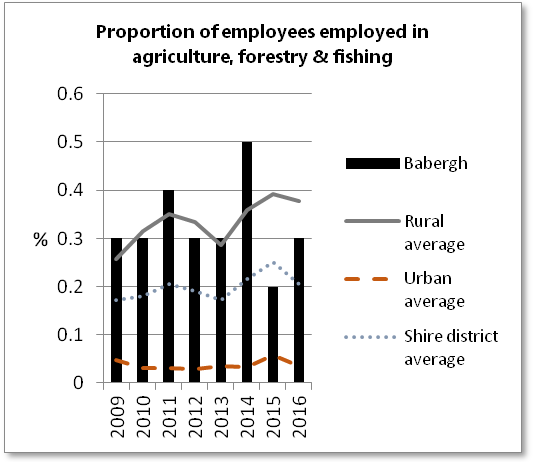 Proportion of employees employed in
agriculture, forestry & fishing
0.6
0.5
0.4
0.3
0.2
0.1
0
%
2009
2010
2011
2012
2013
2014
2015
2016
Babergh
Rural
average
Urban
average
Shire district
average